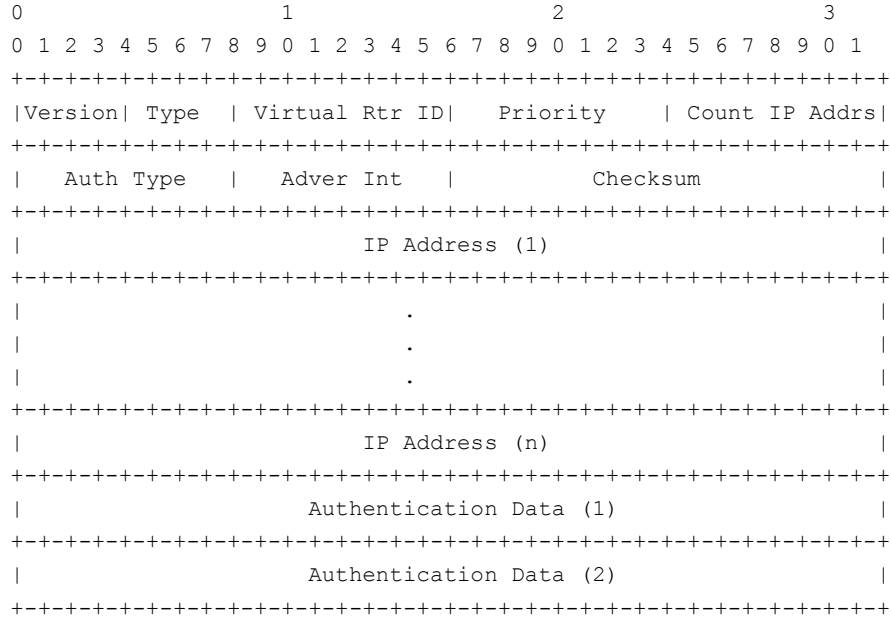 0                   1                   2                   3
0 1 2 3 4 5 6 7 8 9 0 1 2 3 4 5 6 7 8 9 0 1 2 3 4 5 6 7 8 9 0 1
+-+-+-+-+-+-+-+-+-+-+-+-+-+-+-+-+-+-+-+-+-+-+-+-+-+-+-+-+-+-+-+-+
|Version| Type  | Virtual Rtr ID|   Priority    | Count IP Addrs|
+-+-+-+-+-+-+-+-+-+-+-+-+-+-+-+-+-+-+-+-+-+-+-+-+-+-+-+-+-+-+-+-+
|   Auth Type   |   Adver Int   |          Checksum             |
+-+-+-+-+-+-+-+-+-+-+-+-+-+-+-+-+-+-+-+-+-+-+-+-+-+-+-+-+-+-+-+-+
|                         IP Address (1)                        |
+-+-+-+-+-+-+-+-+-+-+-+-+-+-+-+-+-+-+-+-+-+-+-+-+-+-+-+-+-+-+-+-+
|                            .                                  |
|                            .                                  |
|                            .                                  |
+-+-+-+-+-+-+-+-+-+-+-+-+-+-+-+-+-+-+-+-+-+-+-+-+-+-+-+-+-+-+-+-+
|                         IP Address (n)                        |
+-+-+-+-+-+-+-+-+-+-+-+-+-+-+-+-+-+-+-+-+-+-+-+-+-+-+-+-+-+-+-+-+
|                     Authentication Data (1)                   |
+-+-+-+-+-+-+-+-+-+-+-+-+-+-+-+-+-+-+-+-+-+-+-+-+-+-+-+-+-+-+-+-+
|                     Authentication Data (2)                   |
+-+-+-+-+-+-+-+-+-+-+-+-+-+-+-+-+-+-+-+-+-+-+-+-+-+-+-+-+-+-+-+-+